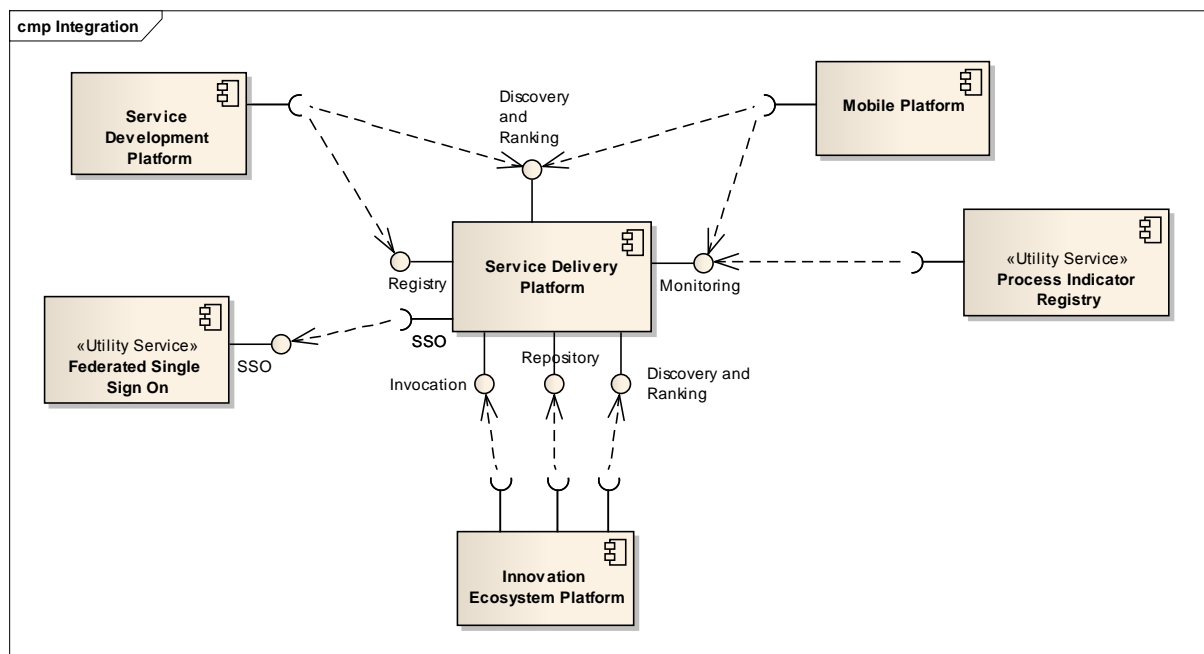 cmp Integration
Service
Development
Platform
Discovery
and
Ranking
Mobile Platform
Service Delivery
Platform
Registry
Monitoring
«Utility Service»
Process Indicator
Registry
«Utility Service»
Federated Single
Sign On
SSO
SSO
Invocation
Repository
Discovery and
Ranking
Innovation
Ecosystem Platform